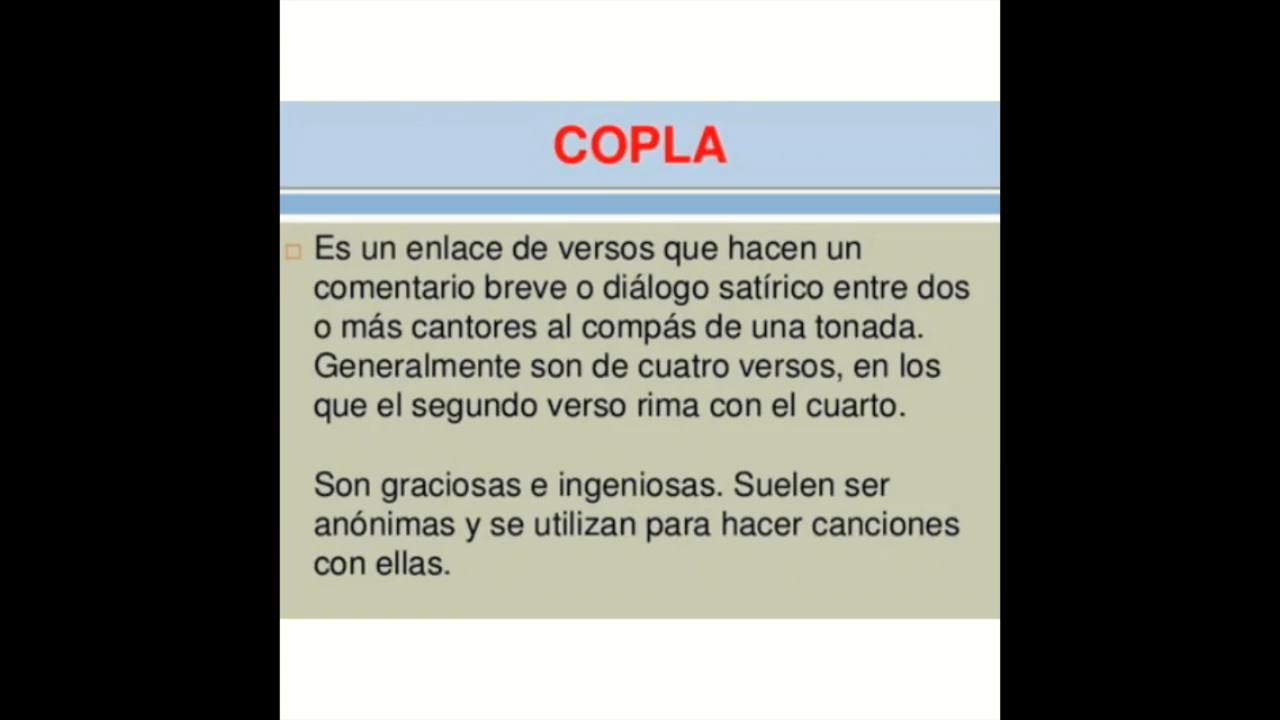 COPLA
Es un enlace de versos que hacen un
comentario breve o diálogo satírico entre dos
o más cantores al compás de una tonada.
Generalmente son de cuatro versos, en los
que el segundo verso rima con el cuarto.
Son graciosas e ingeniosas. Suelen ser
anónimas y se utilizan para hacer canciones
con ellas.